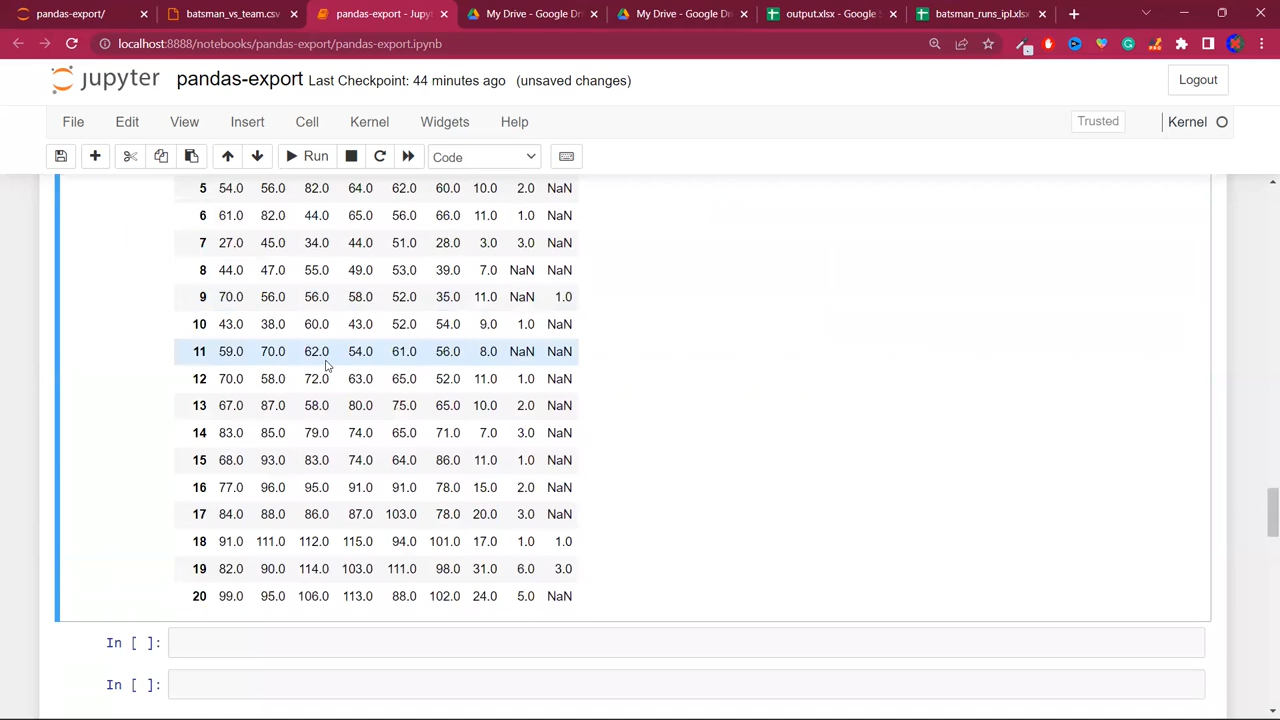 pandas-export/
batsman_vs_team.csv
pandas-export - Jupyt
My Drive - Google Dri
My Drive - Google Dri
output.xlsx - Google S
batsman_runs_ipl.xlsx
localhost:8888/notebooks/pandas-export/pandas-export.ipynb
jupyter pandas-export Last Checkpoint: 44 minutes ago (unsaved changes) Logout
File Edit View Insert Cell Kernel Widgets Help Trusted Kernel
Run Code
5 54.0 56.0 82.0 64.0 62.0 60.0 10.0 2.0 NaN
6 61.0 82.0 44.0 65.0 56.0 66.0 11.0 1.0 NaN
7 27.0 45.0 34.0 44.0 51.0 28.0 3.0 3.0 NaN
8 44.0 47.0 55.0 49.0 53.0 39.0 7.0 NaN NaN
9 70.0 56.0 56.0 58.0 52.0 35.0 11.0 NaN 1.0
10 43.0 38.0 60.0 43.0 52.0 54.0 9.0 1.0 NaN
11 59.0 70.0 62.0 54.0 61.0 56.0 8.0 NaN NaN
12 70.0 58.0 72.0 63.0 65.0 52.0 11.0 1.0 NaN
13 67.0 87.0 58.0 80.0 75.0 65.0 10.0 2.0 NaN
14 83.0 85.0 79.0 74.0 65.0 71.0 7.0 3.0 NaN
15 68.0 93.0 83.0 74.0 64.0 86.0 11.0 1.0 NaN
16 77.0 96.0 95.0 91.0 91.0 78.0 15.0 2.0 NaN
17 84.0 88.0 86.0 87.0 103.0 78.0 20.0 3.0 NaN
18 91.0 111.0 112.0 115.0 94.0 101.0 17.0 1.0 1.0
19 82.0 90.0 114.0 103.0 111.0 98.0 31.0 6.0 3.0
20 99.0 95.0 106.0 113.0 88.0 102.0 24.0 5.0 NaN
In [ ]:
In [ ]: